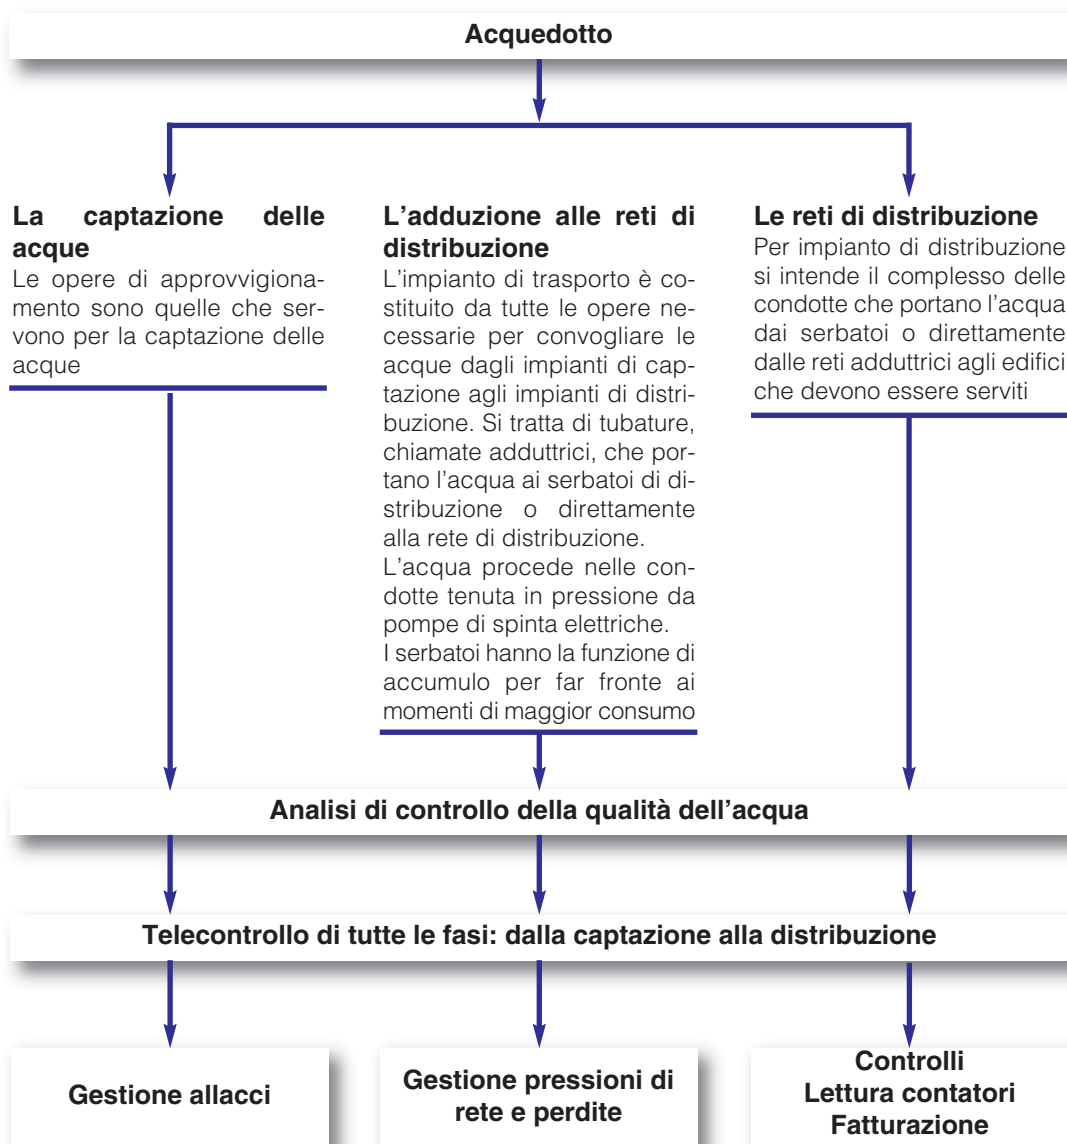 Acquedotto
La captazione delle
acque
Le opere di approvvigiona-
mento sono quelle che ser-
vono per la captazione delle
acque
L'adduzione alle reti di
distribuzione
L'impianto di trasporto è co-
stituito da tutte le opere ne-
cessarie per convogliare le
acque dagli impianti di cap-
tazione agli impianti di distri-
buzione. Si tratta di tubature,
chiamate adduttrici, che por-
tano l'acqua ai serbatoi di di-
stribuzione o direttamente
alla rete di distribuzione.
L'acqua procede nelle con-
dotte tenuta in pressione da
pompe di spinta elettriche.
I serbatoi hanno la funzione di
accumulo per far fronte ai
momenti di maggior consumo
Le reti di distribuzione
Per impianto di distribuzione
si intende il complesso delle
condotte che portano l'acqua
dai serbatoi o direttamente
dalle reti adduttrici agli edifici
che devono essere serviti
Analisi di controllo della qualità dell'acqua
Telecontrollo di tutte le fasi: dalla captazione alla distribuzione
Gestione allacci
Gestione pressioni di
rete e perdite
Controlli
Lettura contatori
Fatturazione